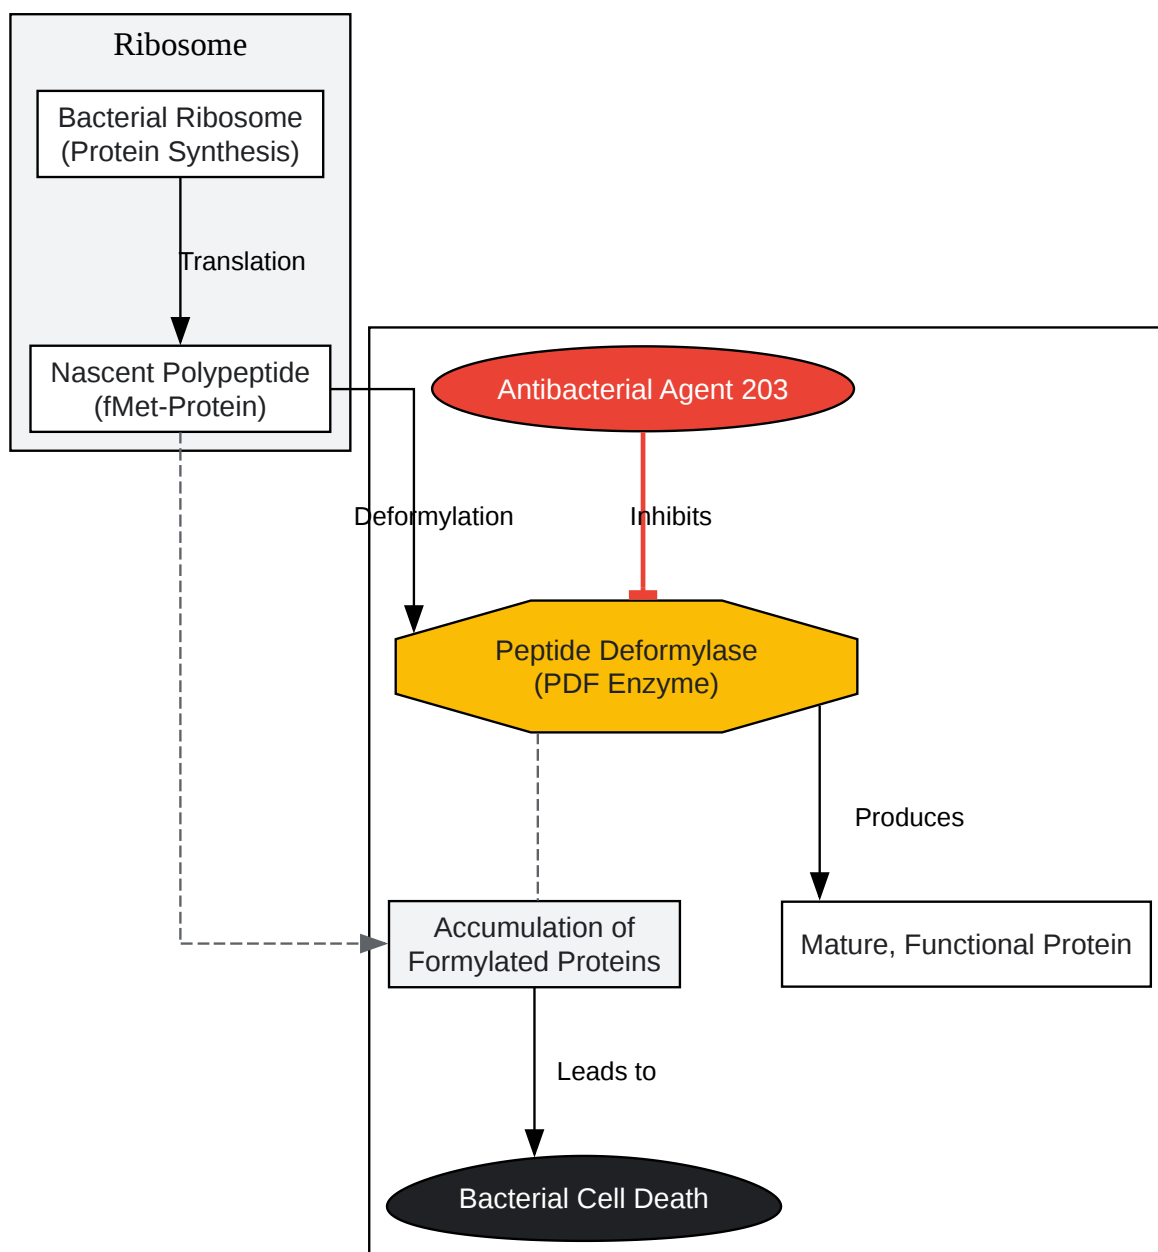 Ribosome
Bacterial Ribosome
(Protein Synthesis)
Translation
Nascent Polypeptide
(fMet-Protein)
Antibacterial Agent 203
Deformylation
Inhibits
Peptide Deformylase
(PDF Enzyme)
Produces
Accumulation of
Formylated Proteins
Mature, Functional Protein
Leads to
Bacterial Cell Death